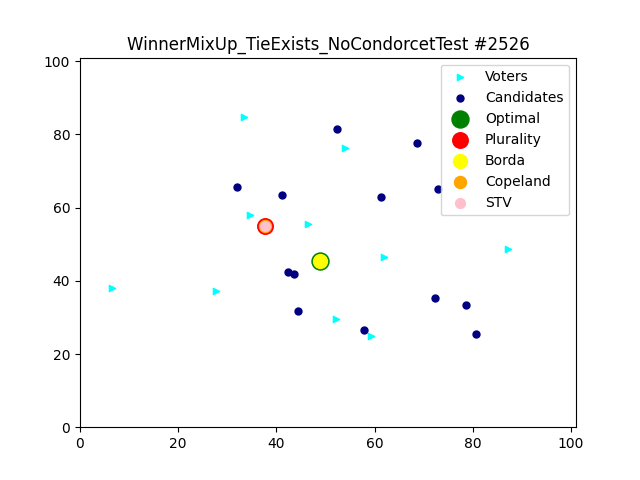 WinnerMixUp_TieExists_NoCondorcetTest #2526
100
80
60
40
20
0
0 20 40 60 80 100
Voters
Candidates
Optimal
Plurality
Borda
Copeland
STV